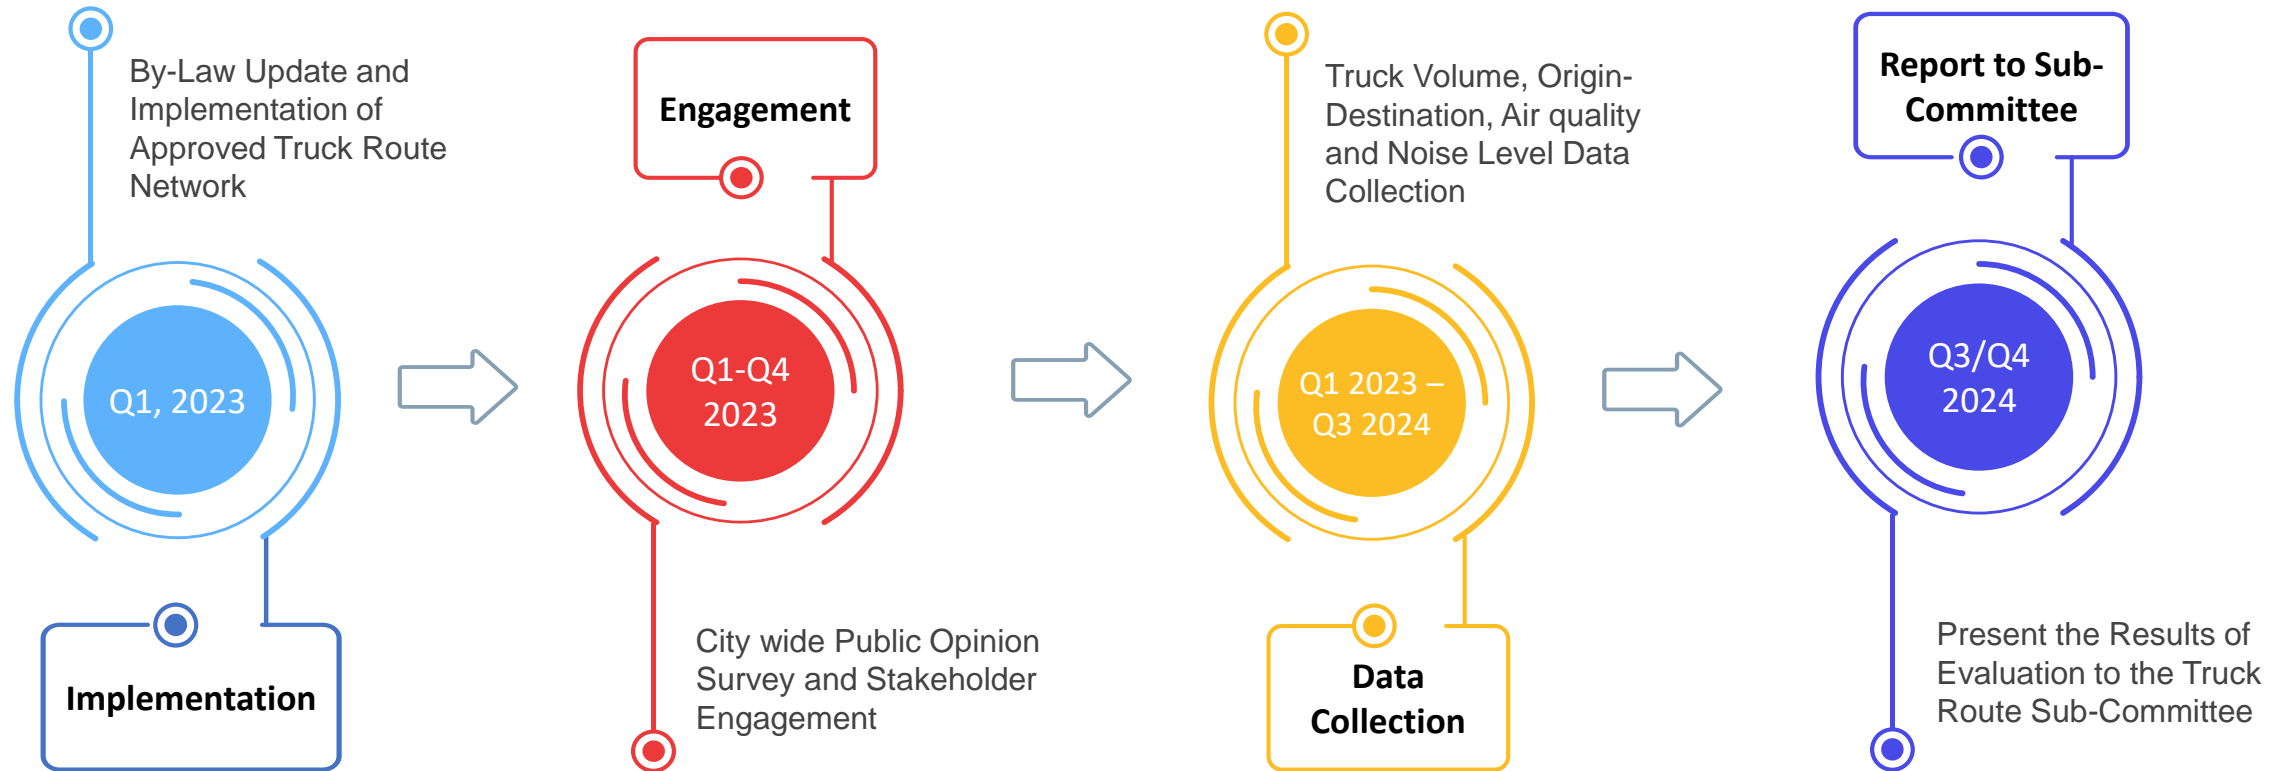 By-Law Update and
Implementation of
Approved Truck Route
Network
Q1, 2023
Implementation
Engagement
Q1-Q4
2023
City wide Public Opinion
Survey and Stakeholder
Engagement
Truck Volume, Origin-
Destination, Air quality
and Noise Level Data
Collection
Q1 2023 –
Q3 2024
Data
Collection
Report to Sub-
Committee
Q3/Q4
2024
Present the Results of
Evaluation to the Truck
Route Sub-Committee